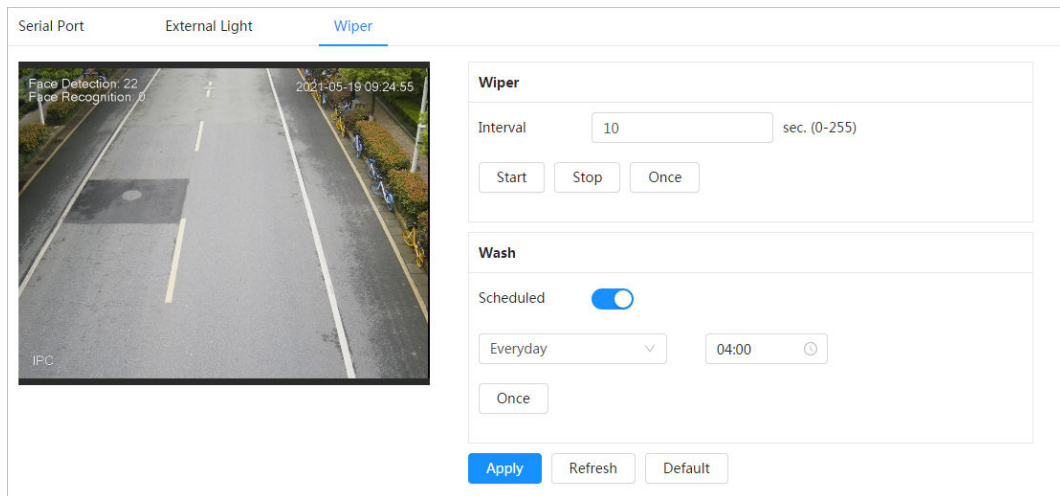 Serial Port External Light Wiper
Face Detection: 22
Face Recognition: 0
2021-05-19 09:24:55
IPC
Wiper
Interval 10 sec. (0-255)
Start Stop Once
Wash
Scheduled
Everyday 04:00
Once
Apply Refresh Default